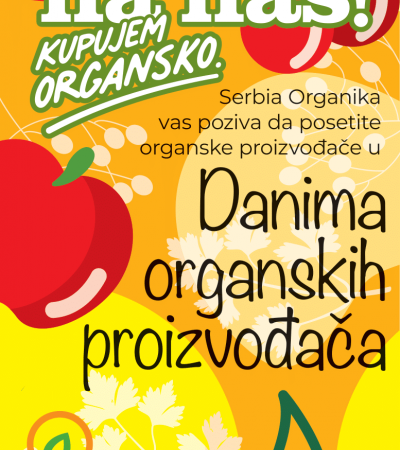 na nas!
KUPUJEM
ORGANSKO.
Serbia Organika
vas poziva da posetite
organske proizvođače u
Danima
organskih
proizvođača